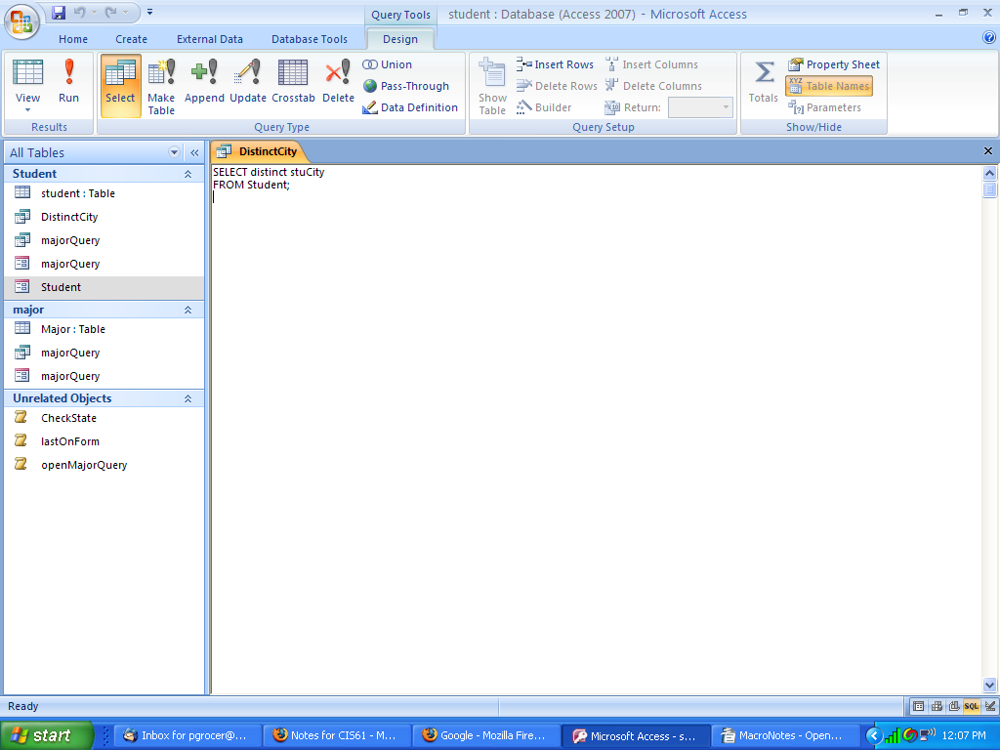 Query Tools
student : Database (Access 2007) - Microsoft Access
Home Create External Data Database Tools Design
View
Run
Results
Select
Make Table
Append
Update
Crosstab
Delete
Union
Pass-Through
Data Definition
Query Type
Show Table
Insert Rows
Delete Rows
Builder
Insert Columns
Delete Columns
Return:
Query Setup
Totals
Property Sheet
Table Names
Parameters
Show/Hide
All Tables
Student
student : Table
DistinctCity
majorQuery
majorQuery
Student
major
Major : Table
majorQuery
majorQuery
Unrelated Objects
CheckState
lastOnForm
openMajorQuery
DistinctCity
SELECT distinct stuCity
FROM Student;
Ready
SQL
start
Inbox for pgrocer@...
Notes for CIS61 - M...
Google - Mozilla Fire...
Microsoft Access - s...
MacroNotes - Open...
12:07 PM